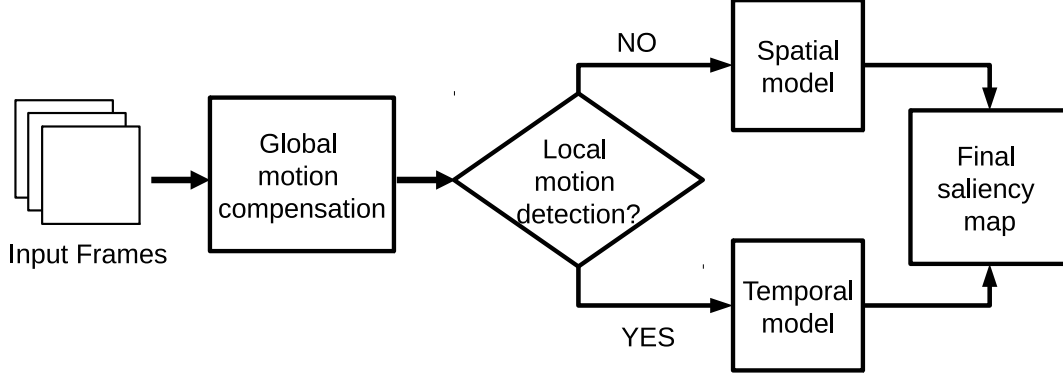 Input Frames
Global
motion
compensation
Local
motion
detection?
NO
Spatial
model
YES
Temporal
model
Final
saliency
map